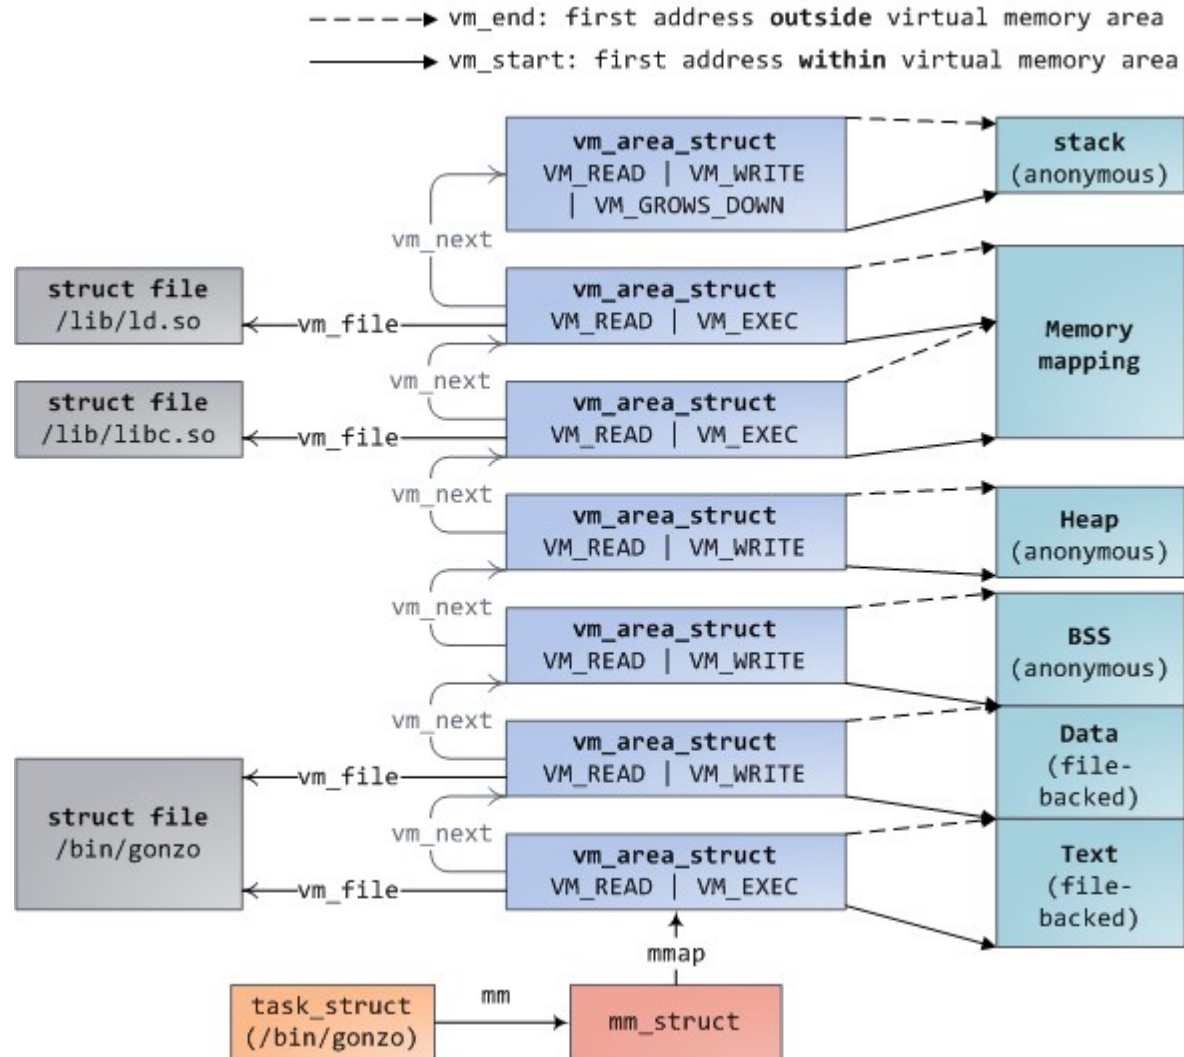 vm_end: first address outside virtual memory area
vm_start: first address within virtual memory area
vm_area_struct
VM_READ | VM_WRITE
| VM_GROWS_DOWN
stack
(anonymous)
vm_next
struct file
/lib/ld.so
vm_file
vm_area_struct
VM_READ | VM_EXEC
Memory
mapping
vm_next
struct file
/lib/libc.so
vm_file
vm_area_struct
VM_READ | VM_EXEC
vm_next
vm_area_struct
VM_READ | VM_WRITE
Heap
(anonymous)
vm_next
vm_area_struct
VM_READ | VM_WRITE
BSS
(anonymous)
vm_next
vm_area_struct
VM_READ | VM_WRITE
Data
(file-
backed)
vm_file
struct file
/bin/gonzo
vm_next
vm_file
vm_area_struct
VM_READ | VM_EXEC
Text
(file-
backed)
mmap
task_struct
(/bin/gonzo)
mm
mm_struct